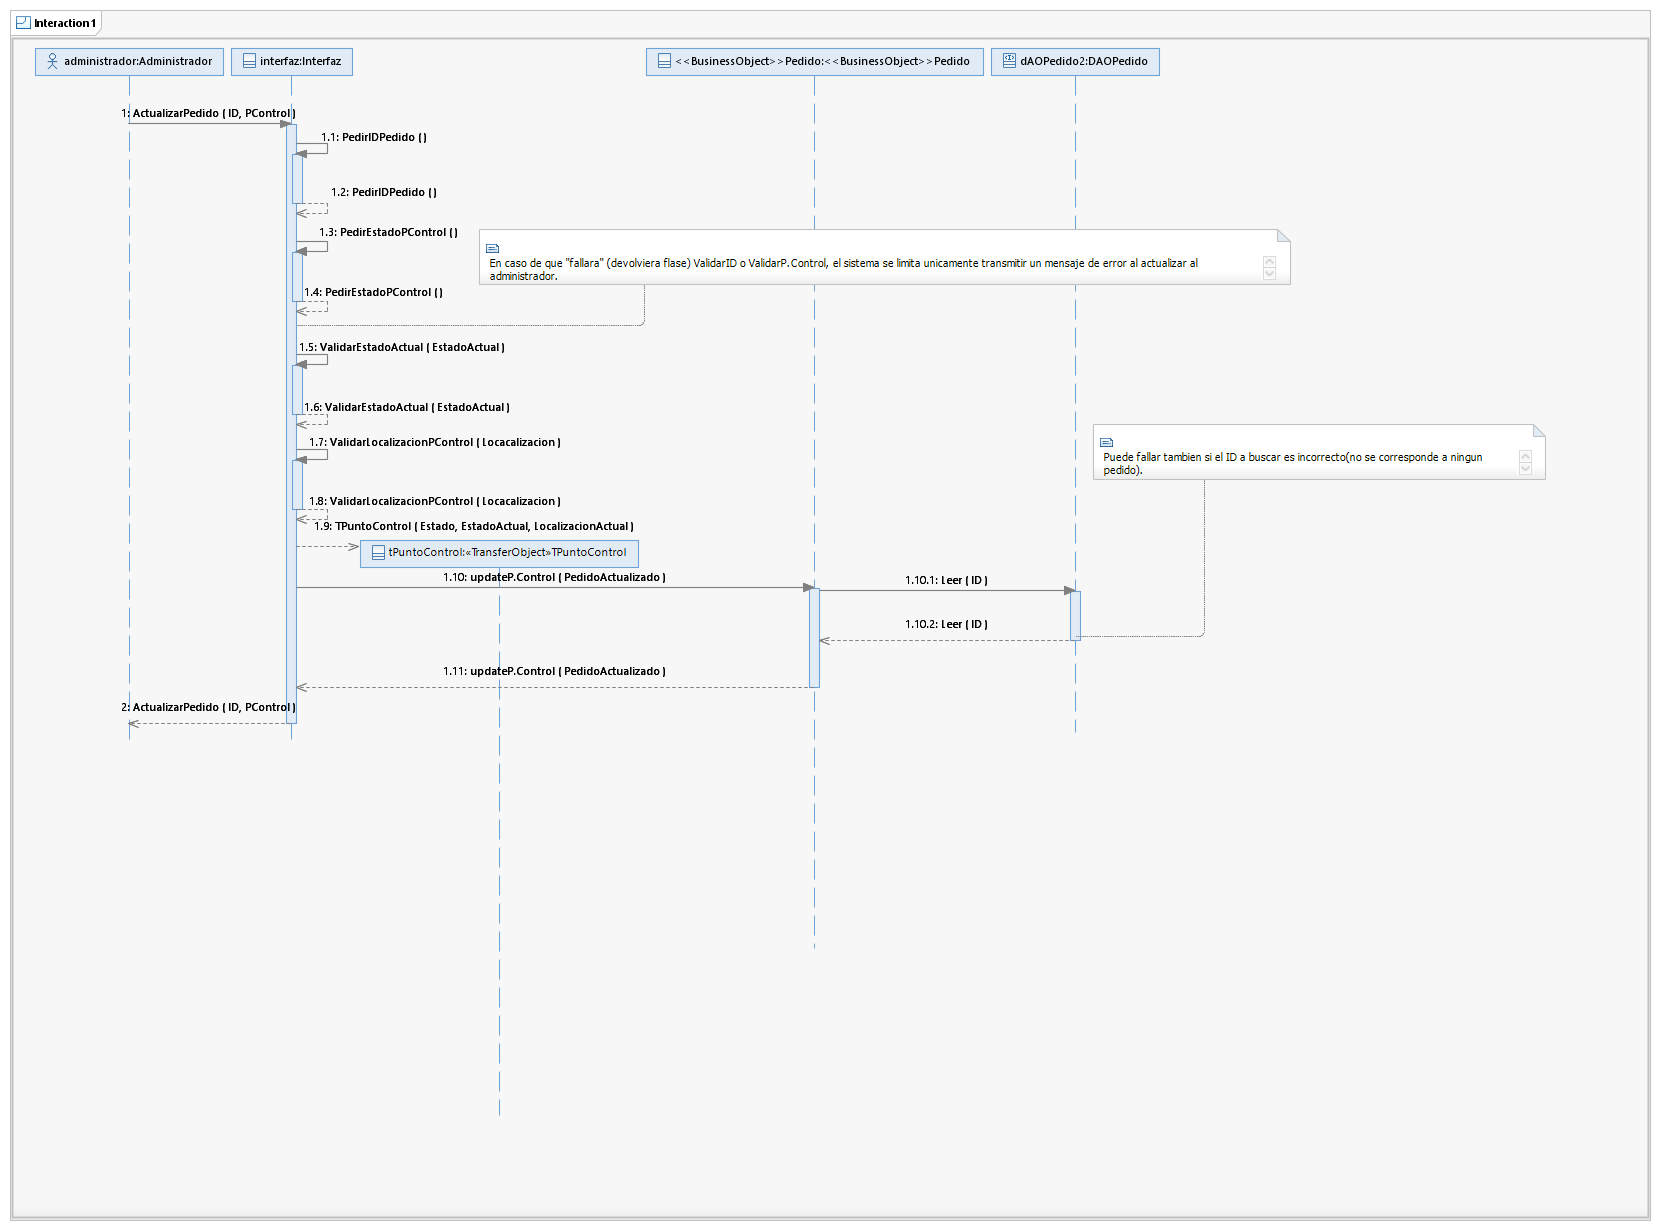 Interaction1
administrador:Administrador
interfaz:Interfaz
<<BusinessObject>>Pedido:<<BusinessObject>>Pedido
dAOPedido2:DAOPedido
1: ActualizarPedido ( ID, PControl )
1.1: PedirIDPedido ( )
1.2: PedirIDPedido ( )
1.3: PedirEstadoPControl ( )
En caso de que "fallara" (devolviera flase) ValidarID o ValidarP.Control, el sistema se limita unicamente transmitir un mensaje de error al actualizar al
administrador.
1.4: PedirEstadoPControl ( )
1.5: ValidarEstadoActual ( EstadoActual )
1.6: ValidarEstadoActual ( EstadoActual )
1.7: ValidarLocalizacionPControl ( Locacalizacion )
Puede fallar tambien si el ID a buscar es incorrecto(no se corresponde a ningun
pedido).
1.8: ValidarLocalizacionPControl ( Locacalizacion )
1.9: TPuntoControl ( Estado, EstadoActual, LocalizacionActual )
tPuntoControl:«TransferObject»TPuntoControl
1.10: updateP.Control ( PedidoActualizado )
1.10.1: Leer ( ID )
1.10.2: Leer ( ID )
1.11: updateP.Control ( PedidoActualizado )
2: ActualizarPedido ( ID, PControl )